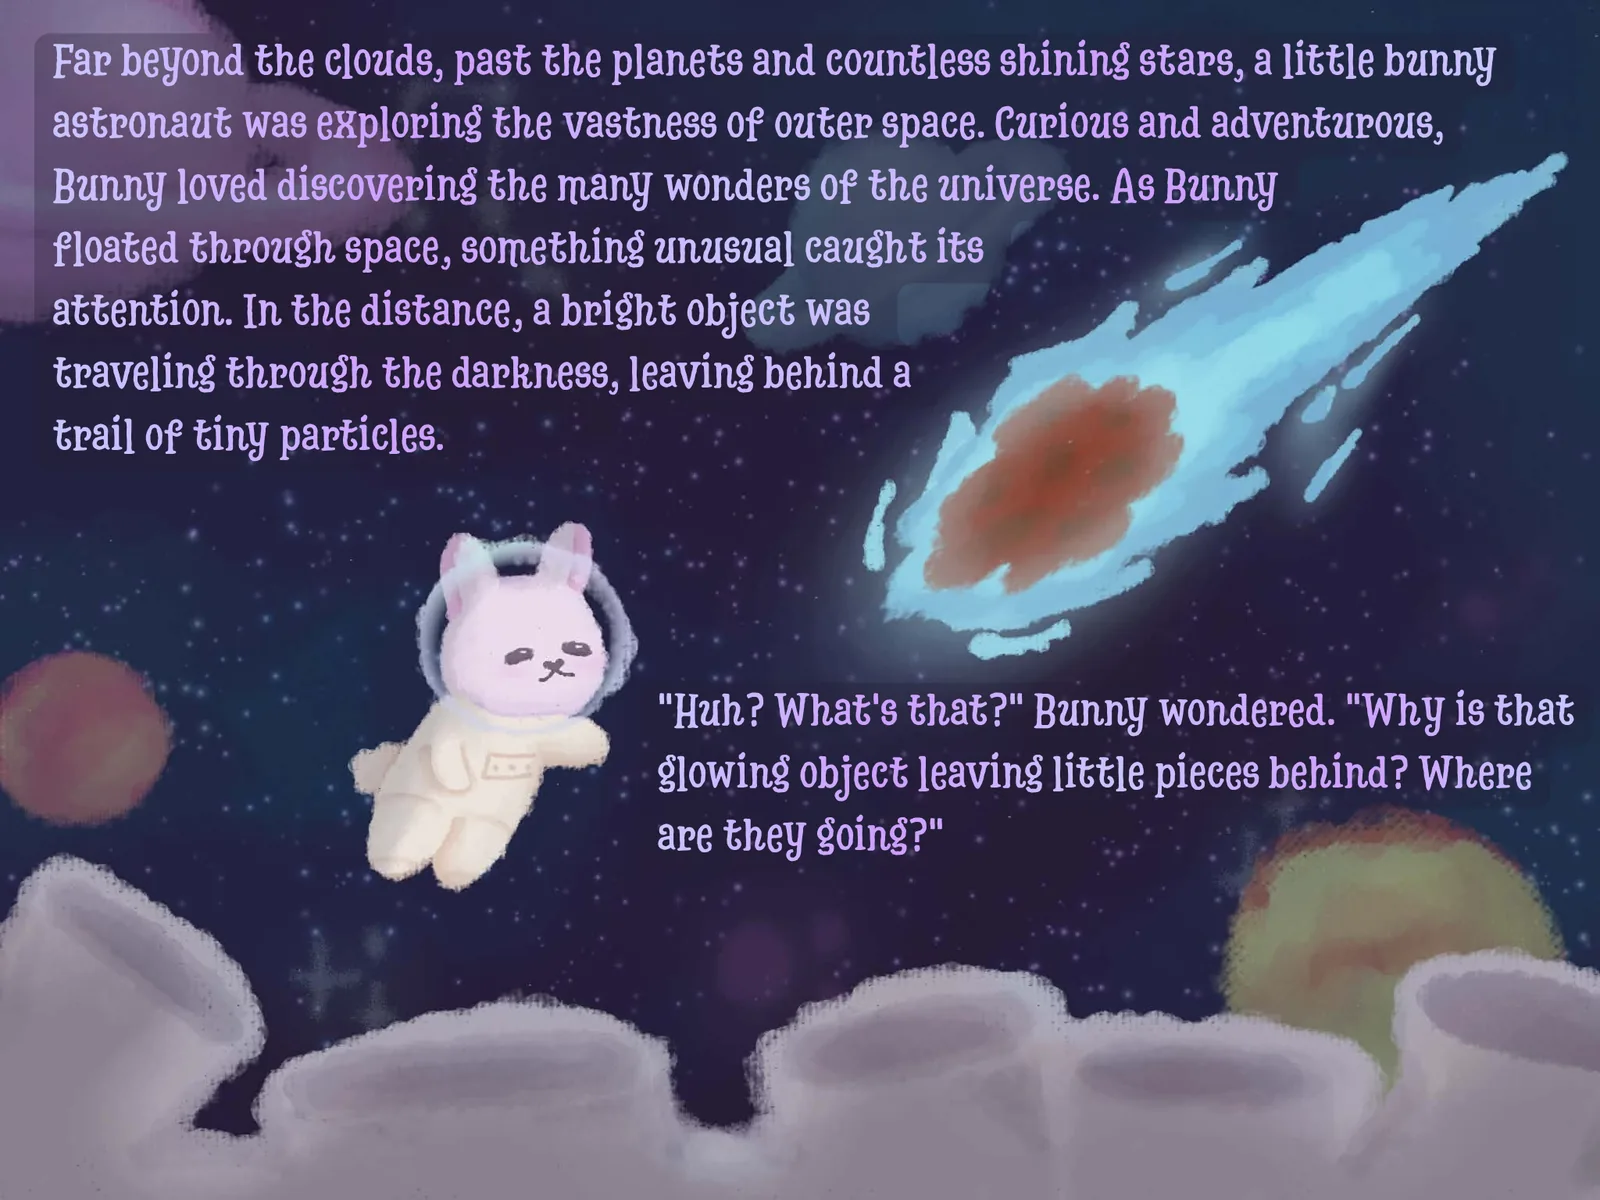 Far beyond the clouds, past the planets and countless shining stars, a little bunny
astronaut was exploring the vastness of outer space. Curious and adventurous,
Bunny loved discovering the many wonders of the universe. As Bunny
floated through space, something unusual caught its
attention. In the distance, a bright object was
traveling through the darkness, leaving behind a
trail of tiny particles.
"Huh? What's that?" Bunny wondered. "Why is that
glowing object leaving little pieces behind? Where
are they going?"